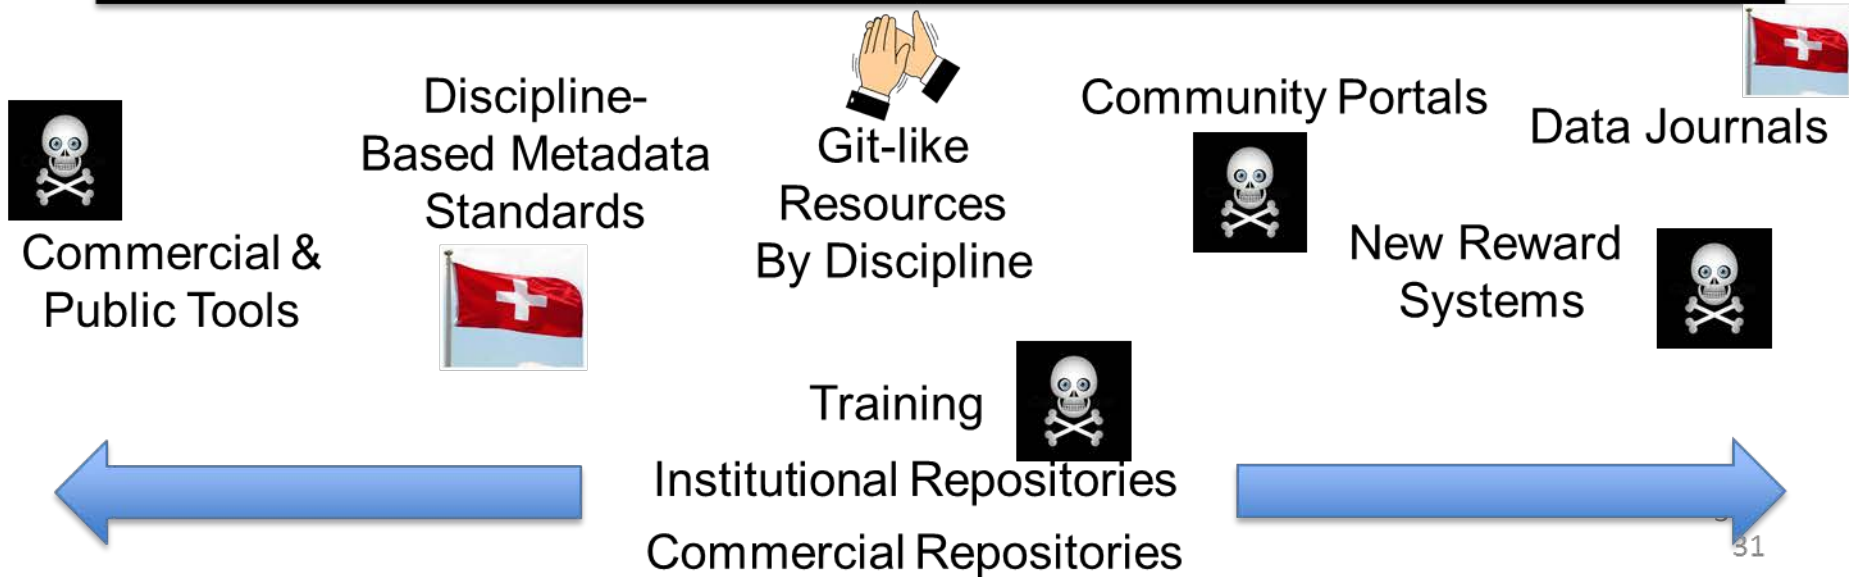 Discipline-
Based Metadata
Standards
Git-like
Resources
By Discipline
Community Portals
Data Journals
Commercial &
Public Tools
New Reward
Systems
Training
Institutional Repositories
Commercial Repositories
31